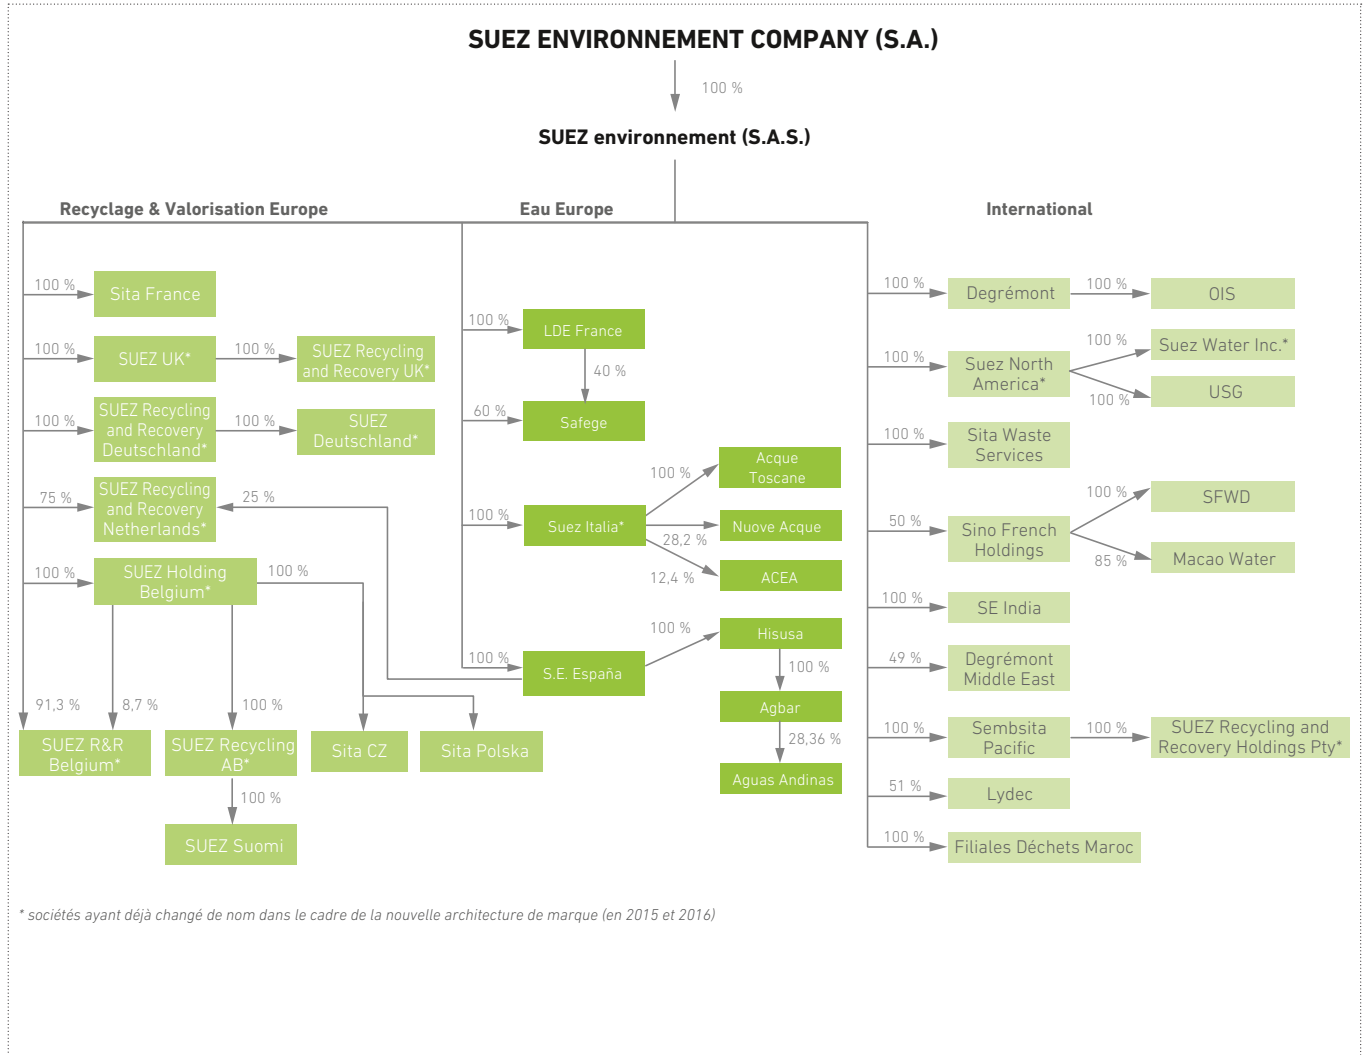 SUEZ ENVIRONNEMENT COMPANY (S.A.)
100 %
SUEZ environnement (S.A.S.)
Recyclage & Valorisation Europe
100 %
Sita France
100 %
SUEZ UK*
100 %
SUEZ Recycling
and Recovery UK*
100 %
SUEZ Recycling
and Recovery
Deutschland*
100 %
SUEZ
Deutschland*
75 %
SUEZ Recycling
and Recovery
Netherlands*
25 %
100 %
SUEZ Holding
Belgium*
100 %
91,3 %
8,7 %
100 %
SUEZ R&R
Belgium*
SUEZ Recycling
AB*
Sita CZ
Sita Polska
100 %
SUEZ Suomi
Eau Europe
100 %
LDE France
40 %
60 %
Safege
100 %
Suez Italia*
100 %
Acque
Toscane
28,2 %
Nuove Acque
12,4 %
ACEA
100 %
S.E. España
100 %
Hisusa
100 %
Agbar
28,36 %
Aguas Andinas
International
100 %
Degrémont
100 %
OIS
100 %
Suez North
America*
100 %
Suez Water Inc.*
100 %
USG
100 %
Sita Waste
Services
50 %
Sino French
Holdings
100 %
SFWD
85 %
Macao Water
100 %
SE India
49 %
Degrémont
Middle East
100 %
Sembsita
Pacific
100 %
SUEZ Recycling and
Recovery Holdings Pty*
51 %
Lydec
100 %
Filiales Déchets Maroc
* sociétés ayant déjà changé de nom dans le cadre de la nouvelle architecture de marque (en 2015 et 2016)